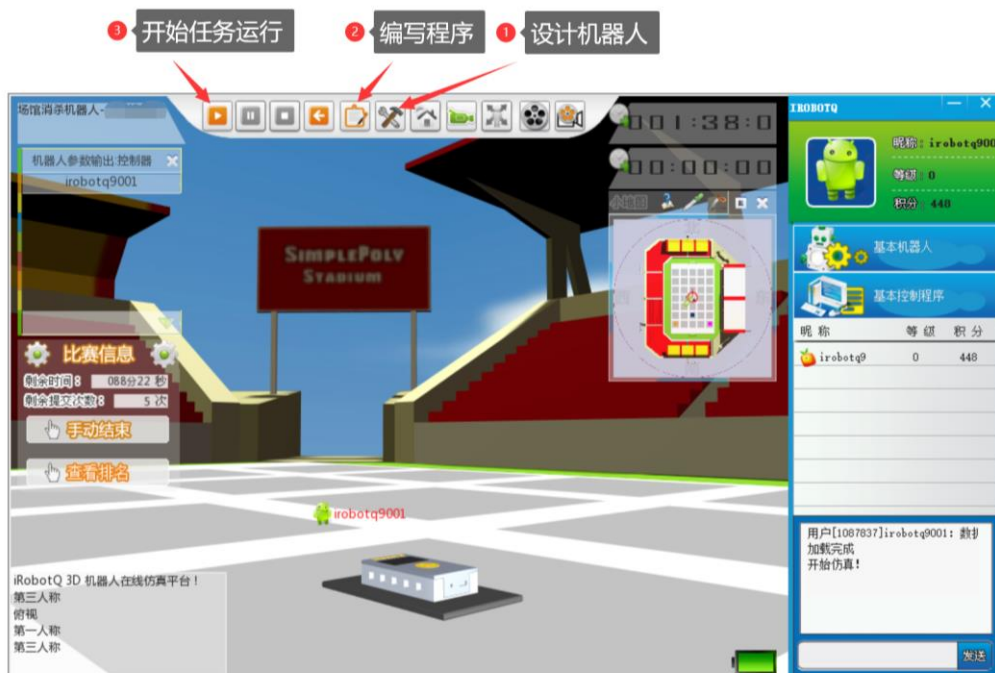 3 开始任务运行
2 编写程序
1 设计机器人
场馆消杀机器人-
001:38:0
00:00:00
机器人参数输出 控制器
irobotq9001
小地图
SIMPLEPOLY
STADIUM
比赛信息
剩余时间: 088分22 秒
剩余提交次数: 5 次
手动结束
查看排名
irobotq9001
iRobotQ 3D 机器人在线仿真平台！
第三人称
俯视
第一人称
第三人称
IROBOTQ
昵称: irobotq900
等级: 0
积分: 448
基本机器人
基本控制程序
昵 称 等 级 积 分
irobotq9 0 448
用户[1087837]irobotq9001: 数据
加载完成
开始仿真!
发送